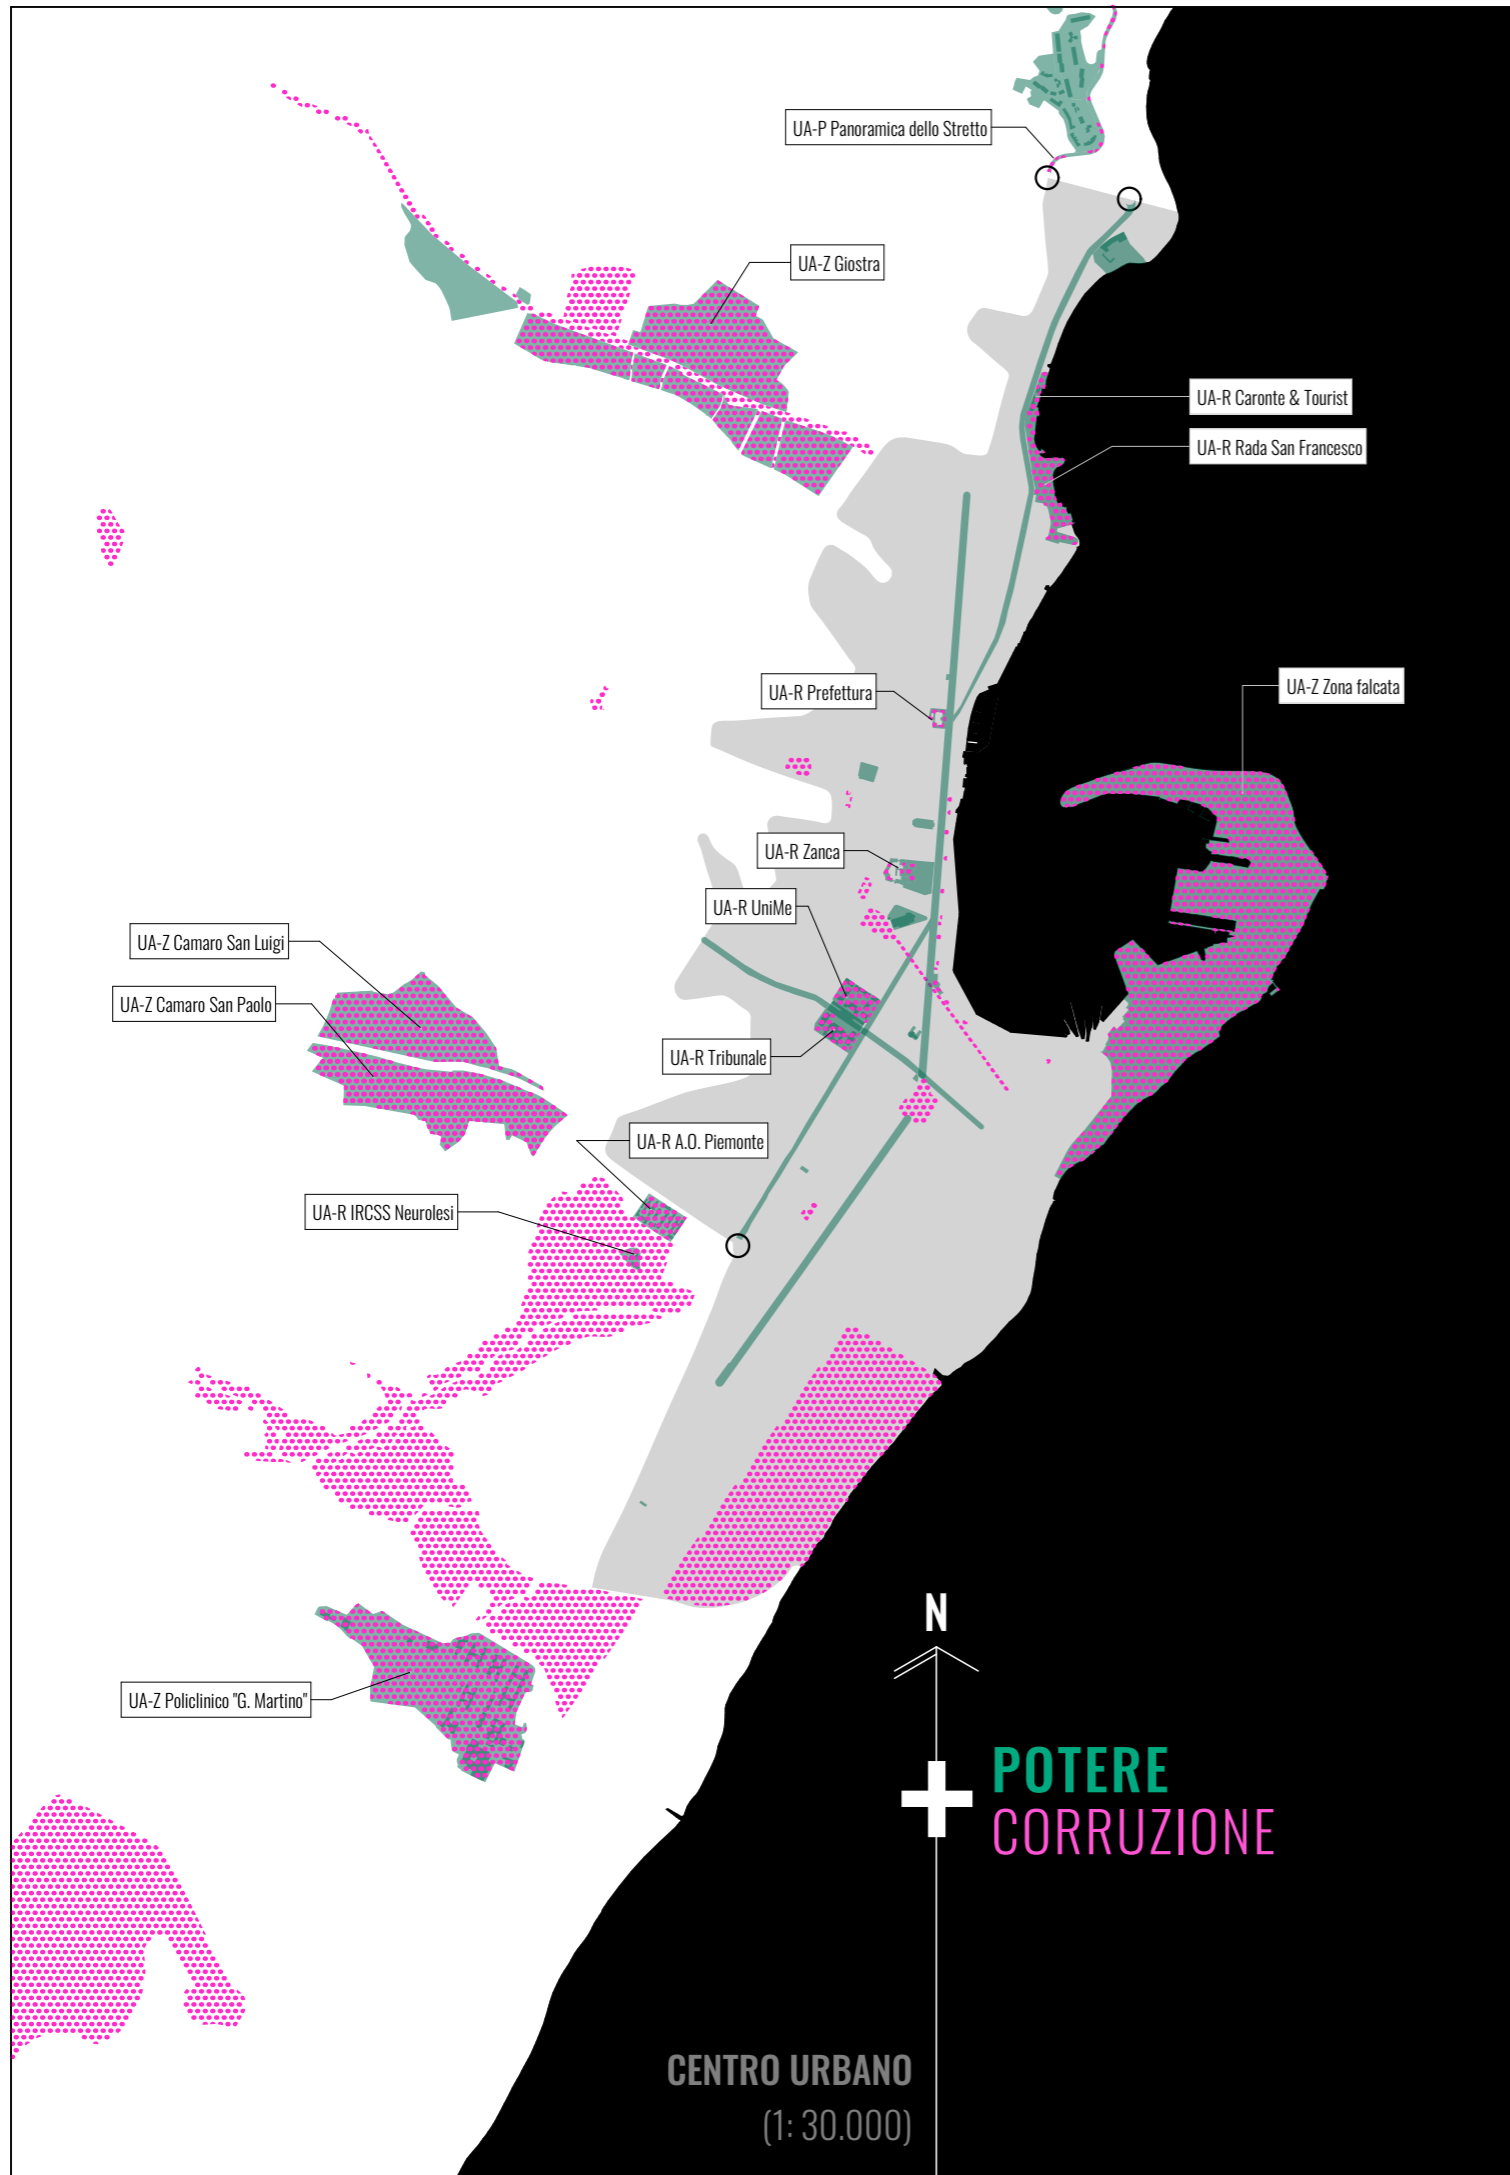 UA-P Panoramica dello Stretto
UA-Z Giostra
UA-R Caronte & Tourist
UA-R Rada San Francesco
UA-R Prefettura
UA-Z Zona falcata
UA-R Zanca
UA-R UniMe
UA-Z Camaro San Luigi
UA-Z Camaro San Paolo
UA-R Tribunale
UA-R A.O. Piemonte
UA-R IRCSS Neurolesi
UA-Z Policlinico "G. Martino"
N
POTERE
CORRUZIONE
CENTRO URBANO
(1: 30.000)